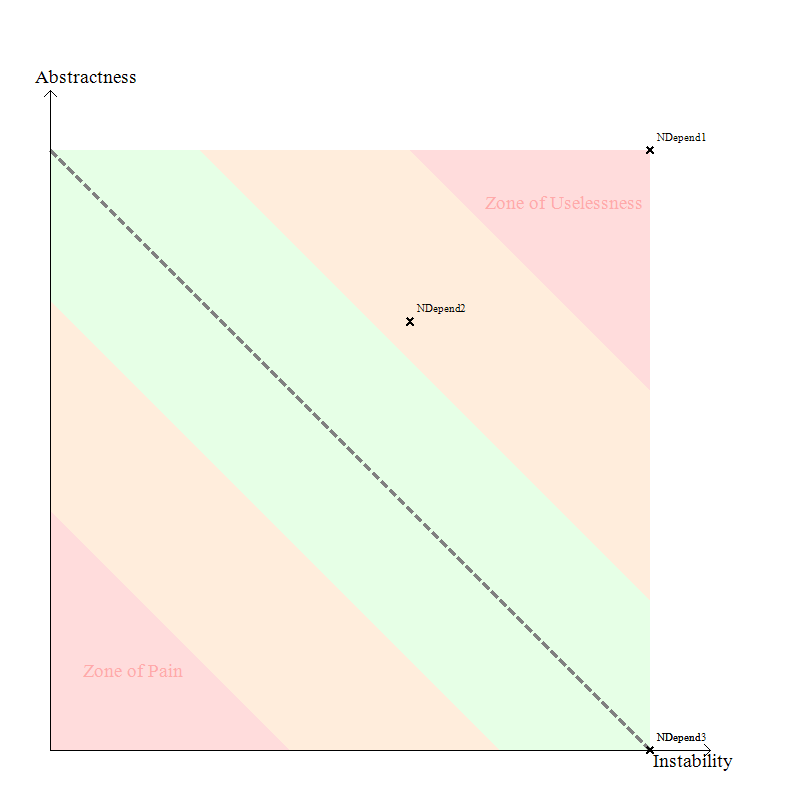 Abstractness
NDepend1
Zone of Uselessness
NDepend2
Zone of Pain
NDepend3
Instability